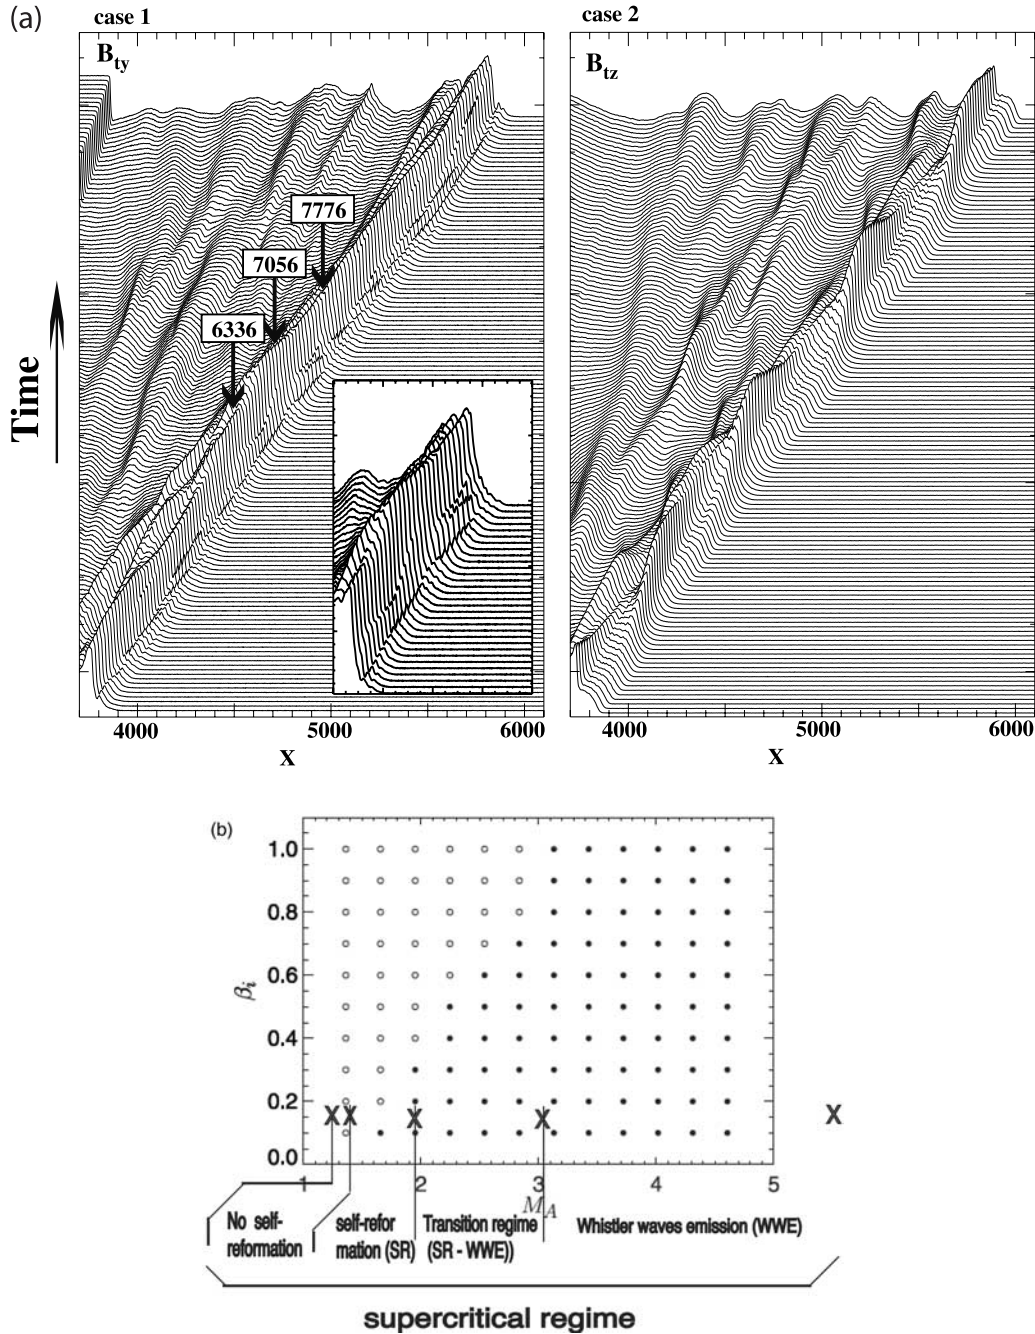 (a)
case 1
case 2
B_ty
B_tz
7776
7056
6336
Time
4000 5000 6000
X
4000 5000 6000
X
(b)
1.0
0.8
0.6
0.4
0.2
0.0
β_i
1 2 3 4 5
M_A
X X X X X
No self-
reformation
self-refor
mation (SR)
Transition regime
(SR - WWE))
Whistler waves emission (WWE)
supercritical regime